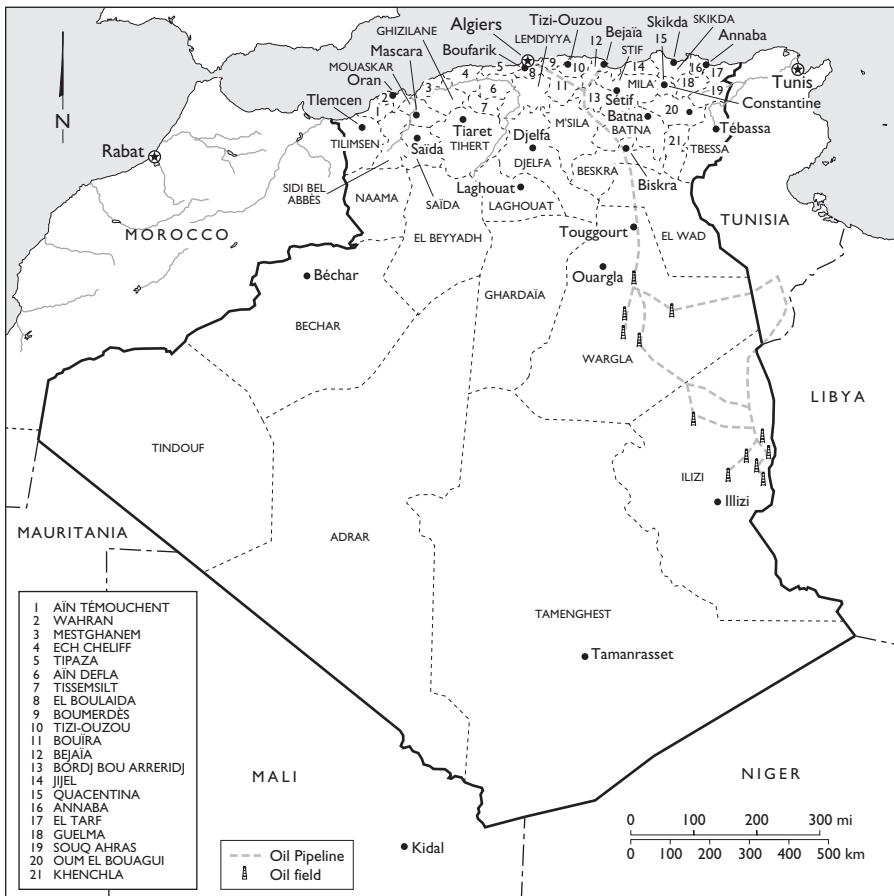 Algiers
Tizi-Ouzou
Bejaïa
Skikda
SKIKDA
Annaba
GHIZILANE
LEMDIYYA
Boufarik
Mascara
MOUASKAR
Oran
Tlemcen
STIF
MILA
Tunis
Sétif
Constantine
Batna
BATNA
Tébassa
TBESSA
Rabat
N
TILIMSEN
Saïda
Tiaret
TIHERT
Djelfa
DJELFA
M'SILA
BESKRA
Biskra
SIDI BEL
ABBÈS
NAAMA
SAÏDA
Laghouat
LAGHOUAT
MOROCCO
EL BEYYADH
Touggourt
EL WAD
TUNISIA
Béchar
BECHAR
GHARDAÏA
Ouargla
WARGLA
LIBYA
TINDOUF
ILIZI
Illizi
MAURITANIA
ADRAR
TAMENGHEST
Tamanrasset
MALI
NIGER
Kidal
1
2
3
4
5
6
7
8
9
10
11
12
13
14
15
16
17
18
19
20
21
1 AÏN TÉMOUCHENT
2 WAHRAN
3 MESTGHANEM
4 ECH CHELIFF
5 TIPAZA
6 AÏN DEFLA
7 TISSEMSILT
8 EL BOULAIDA
9 BOUMERDÈS
10 TIZI-OUZOU
11 BOUÏRA
12 BEJAÏA
13 BORDJ BOU ARRERIDJ
14 JIJEL
15 QUACENTINA
16 ANNABA
17 EL TARF
18 GUELMA
19 SOUQ AHRAS
20 OUM EL BOUAGUI
21 KHENCHLA
Oil Pipeline
Oil field
0 100 200 300 mi
0 100 200 300 400 500 km